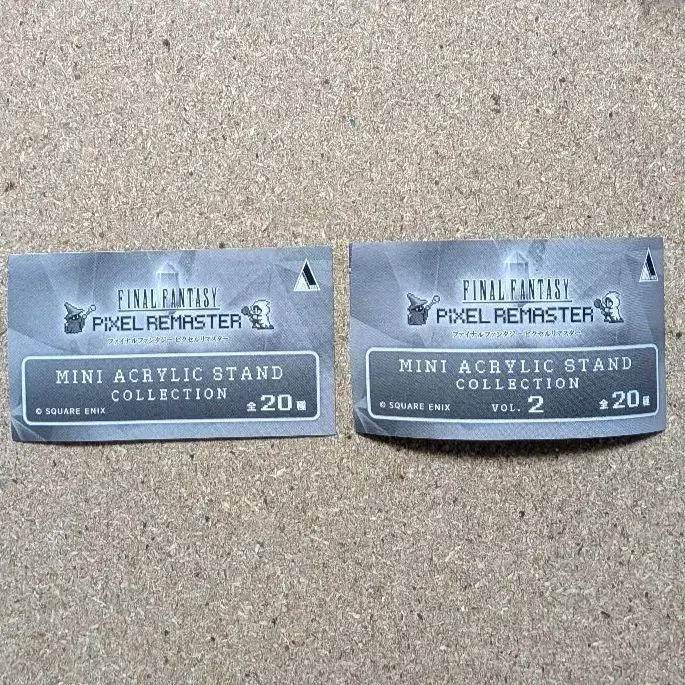 FINAL FANTASY
PIXEL REMASTER
ファイナルファンタジー ピクセルリマスター
MINI ACRYLIC STAND
COLLECTION
© SQUARE ENIX
全20種
FINAL FANTASY
PIXEL REMASTER
ファイナルファンタジー ピクセルリマスター
MINI ACRYLIC STAND
COLLECTION
© SQUARE ENIX VOL. 2 全20種